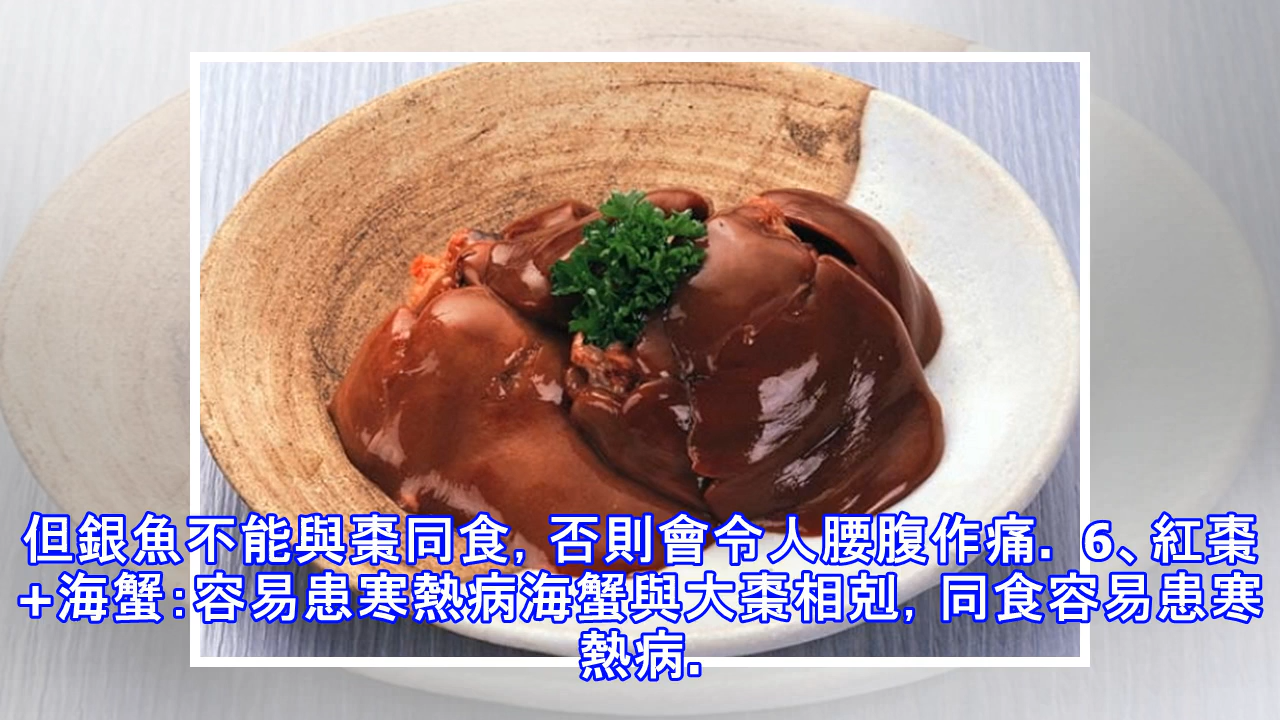 但銀魚不能與棗同食, 否則會令人腰腹作痛. 6、紅棗
+海蟹:容易患寒熱病海蟹與大棗相剋, 同食容易患寒
熱病.